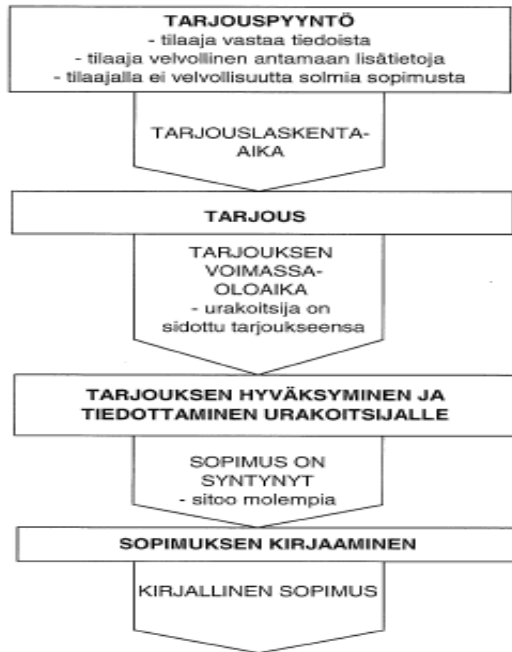 TARJOUSPYYNTÖ
- tilaaja vastaa tiedoista
- tilaaja velvollinen antamaan lisätietoja
- tilaajalla ei velvollisuutta solmia sopimusta
TARJOUSLASKENTA-
AIKA
TARJOUS
TARJOUKSEN
VOIMASSA-
OLOAIKA
- urakoitsija on
sidottu tarjoukseensa
TARJOUKSEN HYVÄKSYMINEN JA
TIEDOTTAMINEN URAKOITSIJALLE
SOPIMUS ON
SYNTYNYT
- sitoo molempia
SOPIMUKSEN KIRJAAMINEN
KIRJALLINEN SOPIMUS